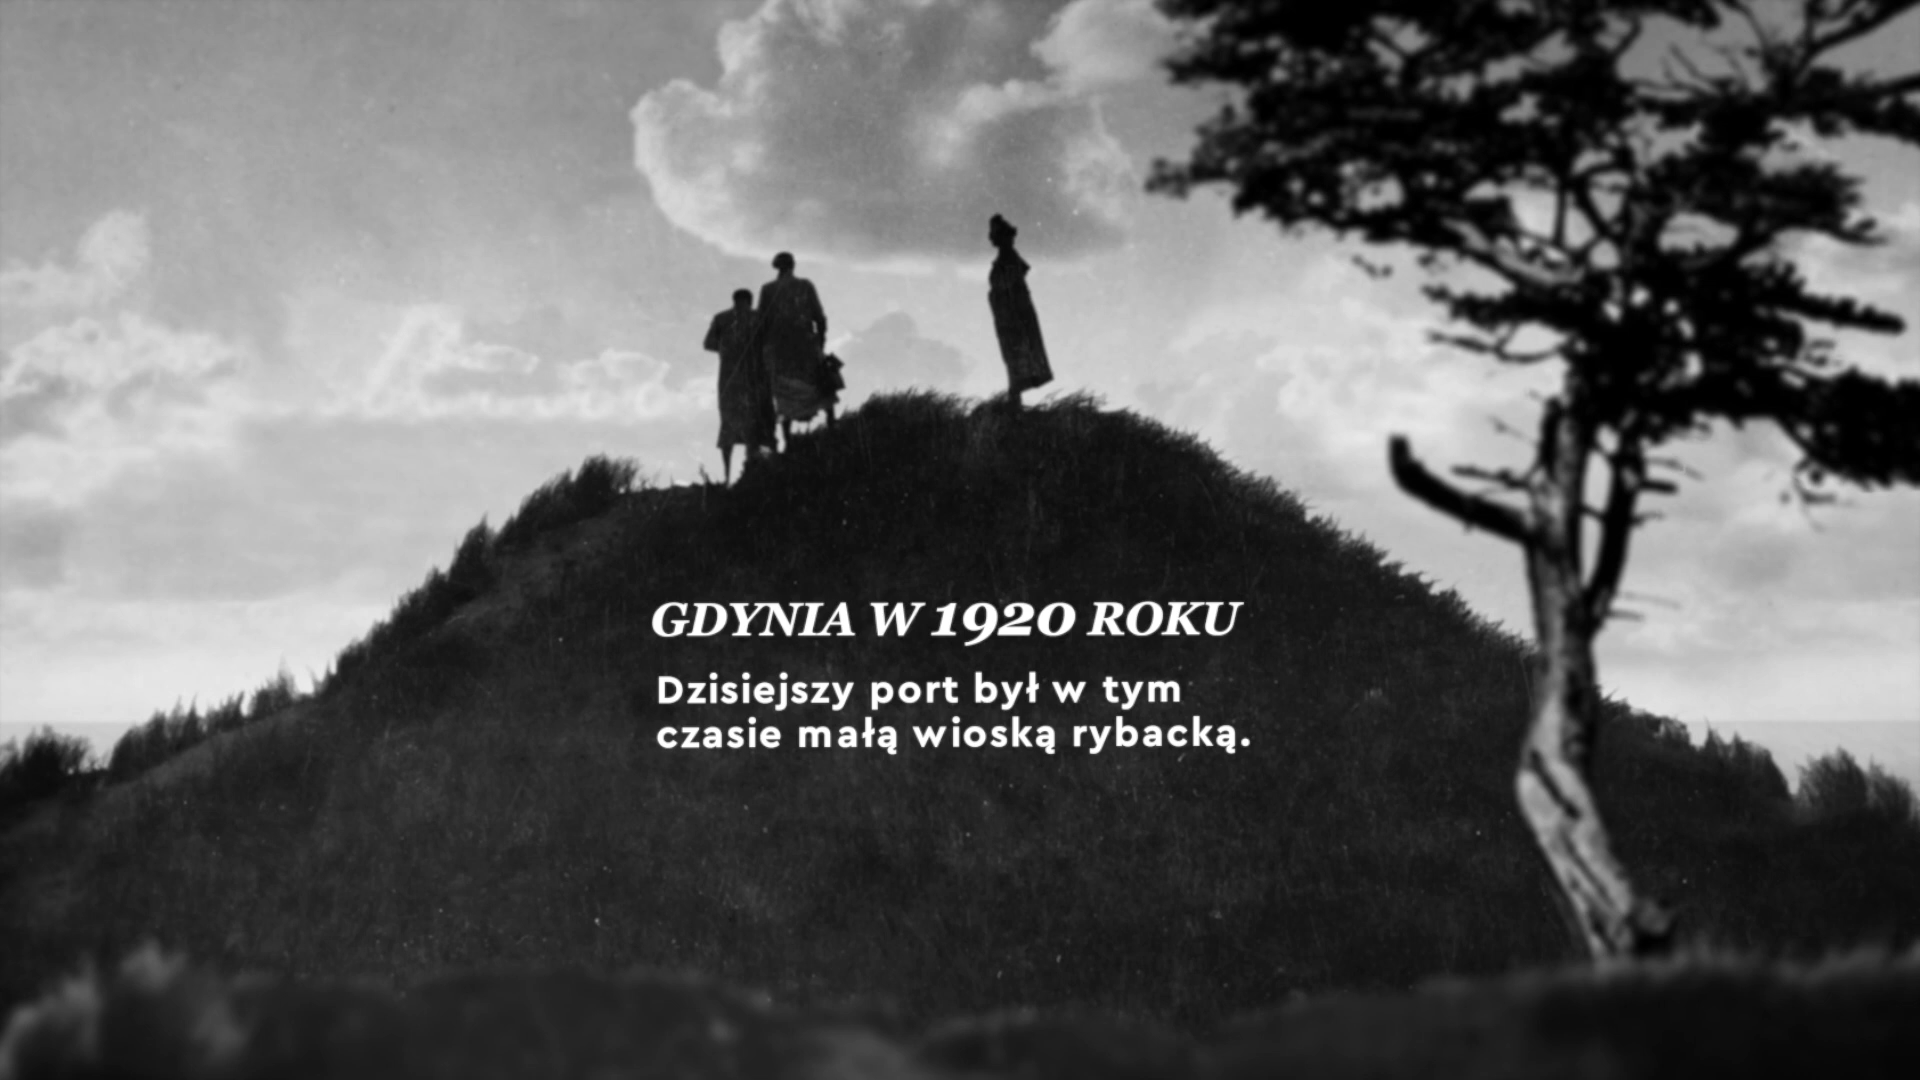 GDYNIA W 1920 ROKU
Dzisiejszy port był w tym
czasie małą wioską rybacką.